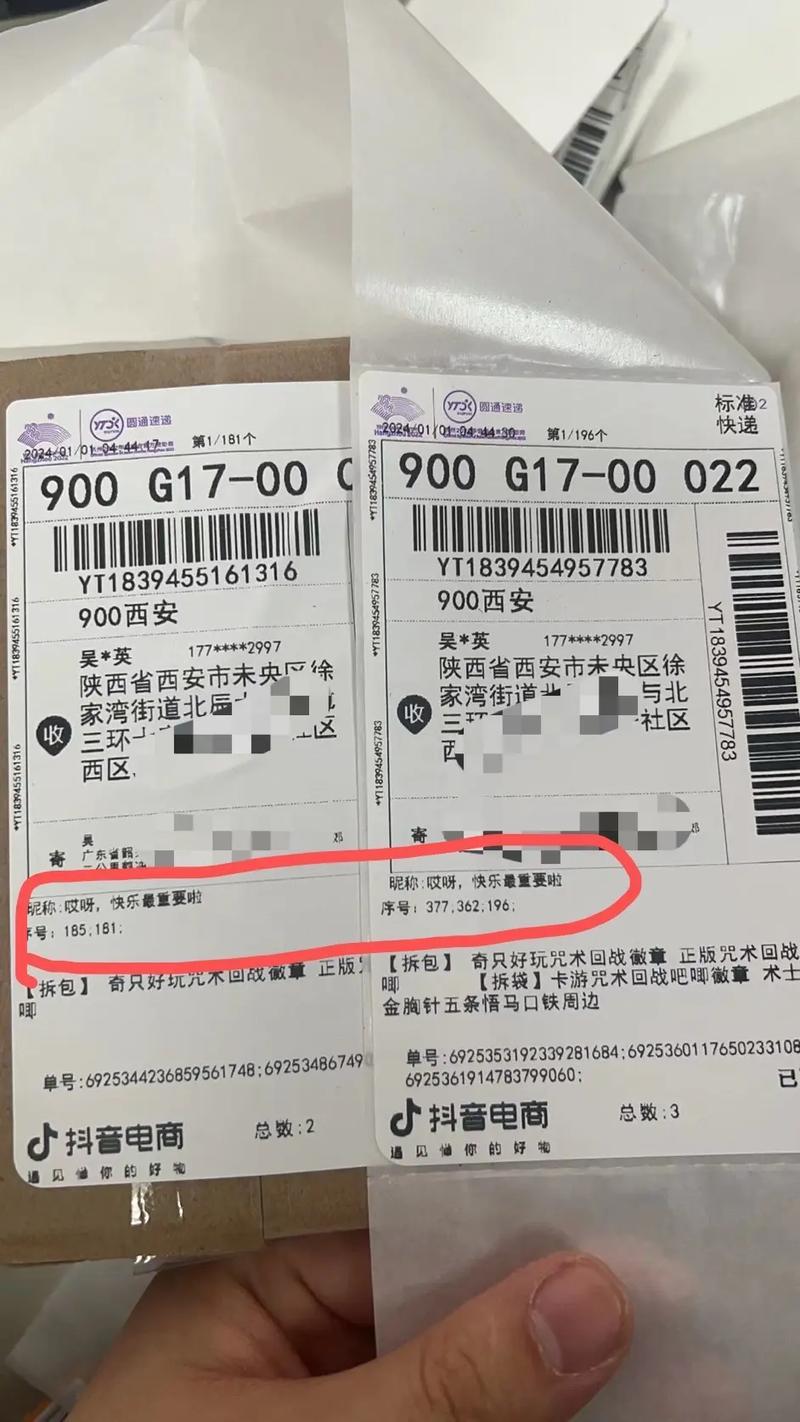 圆通速递
2024/01/01 04:44:17
第1/181个
900 G17-00
YT1839455161316
900西安
吴*英 177****2997
陕西省西安市未央区徐
家湾街道北辰
三环
区
西区
收
寄
吴
广东省
昵称:哎呀，快乐最重要啦
序号: 185;181;
【拆包】 奇只好玩咒术回战徽章 正版
唧
单号:6925344236859561748;692534867490
抖音电商
总数:2
遇见懂你的好物
*YT1839455161316
*YT1839455161316
*YT1839455161316
圆通速递
标准
快递
2024/01/01 04:44:30
第1/196个
900 G17-00 022
YT1839454957783
900西安
吴*英 177****2997
陕西省西安市未央区徐
家湾街道北 与北
三环 社区
西
收
寄
昵称:哎呀，快乐最重要啦
序号: 377,362;196;
【拆包】 奇只好玩咒术回战徽章 正版咒术回战
唧 【拆袋】卡游咒术回战吧唧徽章 术士
金胸针五条悟马口铁周边
单号:6925353192339281684;692536011765023310
6925361914783799060;
已
抖音电商
总数:3
遇见懂你的好物
*YT1839454957783
*YT1839454957783
*YT1839454957783
YT1839454957783